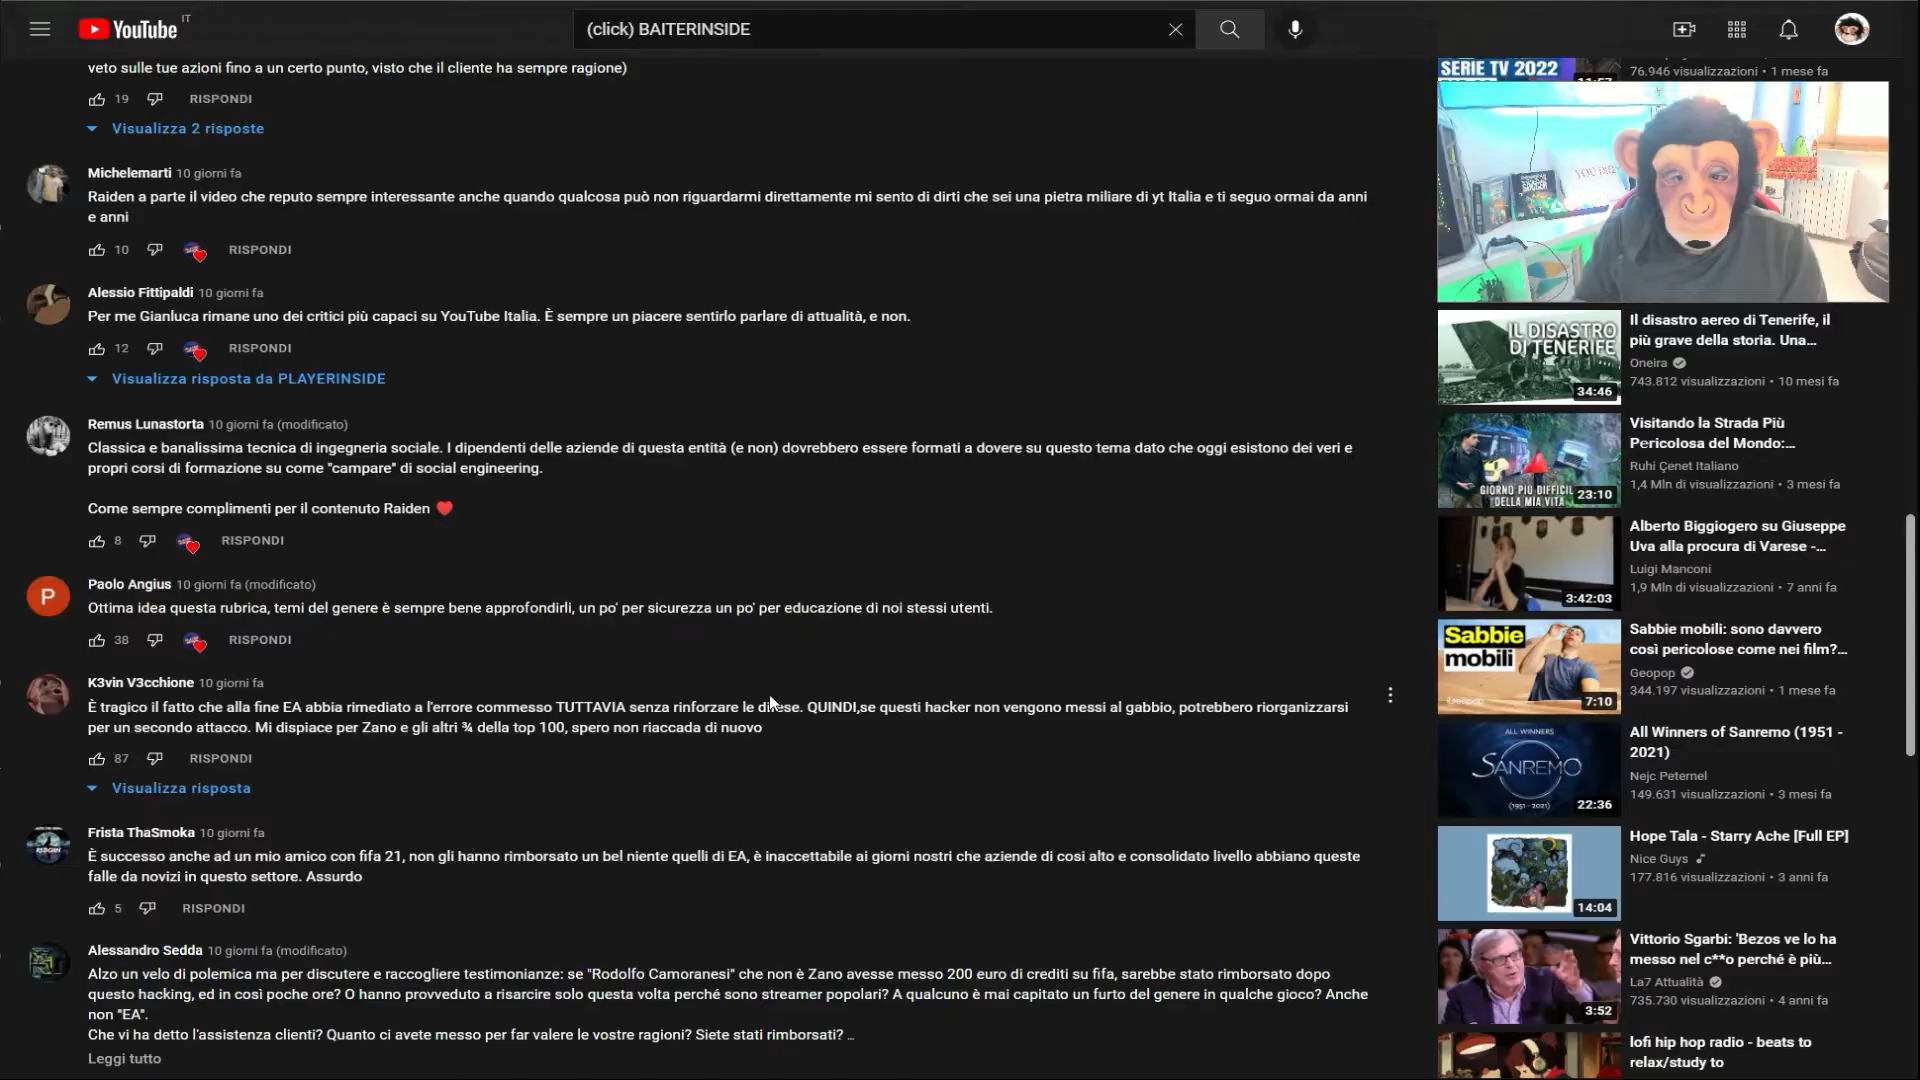 YouTube IT
(click) BAITERINSIDE
veto sulle tue azioni fino a un certo punto, visto che il cliente ha sempre ragione)
19 RISPONDI
Visualizza 2 risposte
Michelemarti 10 giorni fa
Raiden a parte il video che reputo sempre interessante anche quando qualcosa può non riguardarmi direttamente mi sento di dirti che sei una pietra miliare di yt Italia e ti seguo ormai da anni
e anni
10 RISPONDI
Alessio Fittipaldi 10 giorni fa
Per me Gianluca rimane uno dei critici più capaci su YouTube Italia. È sempre un piacere sentirlo parlare di attualità, e non.
12 RISPONDI
Visualizza risposta da PLAYERINSIDE
Remus Lunastorta 10 giorni fa (modificato)
Classica e banalissima tecnica di ingegneria sociale. I dipendenti delle aziende di questa entità (e non) dovrebbero essere formati a dovere su questo tema dato che oggi esistono dei veri e
propri corsi di formazione su come "campare" di social engineering.
Come sempre complimenti per il contenuto Raiden
8 RISPONDI
P
Paolo Angius 10 giorni fa (modificato)
Ottima idea questa rubrica, temi del genere è sempre bene approfondirli, un po' per sicurezza un po' per educazione di noi stessi utenti.
38 RISPONDI
K3vin V3cchione 10 giorni fa
È tragico il fatto che alla fine EA abbia rimediato a l'errore commesso TUTTAVIA senza rinforzare le difese. QUINDI,se questi hacker non vengono messi al gabbio, potrebbero riorganizzarsi
per un secondo attacco. Mi dispiace per Zano e gli altri ¾ della top 100, spero non riaccada di nuovo
87 RISPONDI
Visualizza risposta
Frista ThaSmoka 10 giorni fa
È successo anche ad un mio amico con fifa 21, non gli hanno rimborsato un bel niente quelli di EA, è inaccettabile ai giorni nostri che aziende di cosi alto e consolidato livello abbiano queste
falle da novizi in questo settore. Assurdo
5 RISPONDI
Alessandro Sedda 10 giorni fa (modificato)
Alzo un velo di polemica ma per discutere e raccogliere testimonianze: se "Rodolfo Camoranesi" che non è Zano avesse messo 200 euro di crediti su fifa, sarebbe stato rimborsato dopo
questo hacking, ed in così poche ore? O hanno provveduto a risarcire solo questa volta perché sono streamer popolari? A qualcuno è mai capitato un furto del genere in qualche gioco? Anche
non "EA".
Che vi ha detto l'assistenza clienti? Quanto ci avete messo per far valere le vostre ragioni? Siete stati rimborsati? ...
Leggi tutto
SERIE TV 2022
76.946 visualizzazioni • 1 mese fa
IL DISASTRO
DI TENERIFE
34:46
Il disastro aereo di Tenerife, il
più grave della storia. Una...
Oneira
743.812 visualizzazioni • 10 mesi fa
GIORNO PIÙ DIFFICIL
DELLA MIA VITA
23:10
Visitando la Strada Più
Pericolosa del Mondo:...
Ruhi Çenet Italiano
1,4 Mln di visualizzazioni • 3 mesi fa
3:42:03
Alberto Biggiogero su Giuseppe
Uva alla procura di Varese -...
Luigi Manconi
1,9 Mln di visualizzazioni • 7 anni fa
Sabbie
mobili
7:10
Sabbie mobili: sono davvero
così pericolose come nei film?...
Geopop
344.197 visualizzazioni • 1 mese fa
ALL WINNERS
SANREMO
(1951 - 2021)
22:36
All Winners of Sanremo (1951 -
2021)
Nejc Peternel
149.631 visualizzazioni • 3 mesi fa
14:04
Hope Tala - Starry Ache [Full EP]
Nice Guys
177.816 visualizzazioni • 3 anni fa
3:52
Vittorio Sgarbi: 'Bezos ve lo ha
messo nel c**o perché è più...
La7 Attualità
735.730 visualizzazioni • 4 anni fa
lofi hip hop radio - beats to
relax/study to